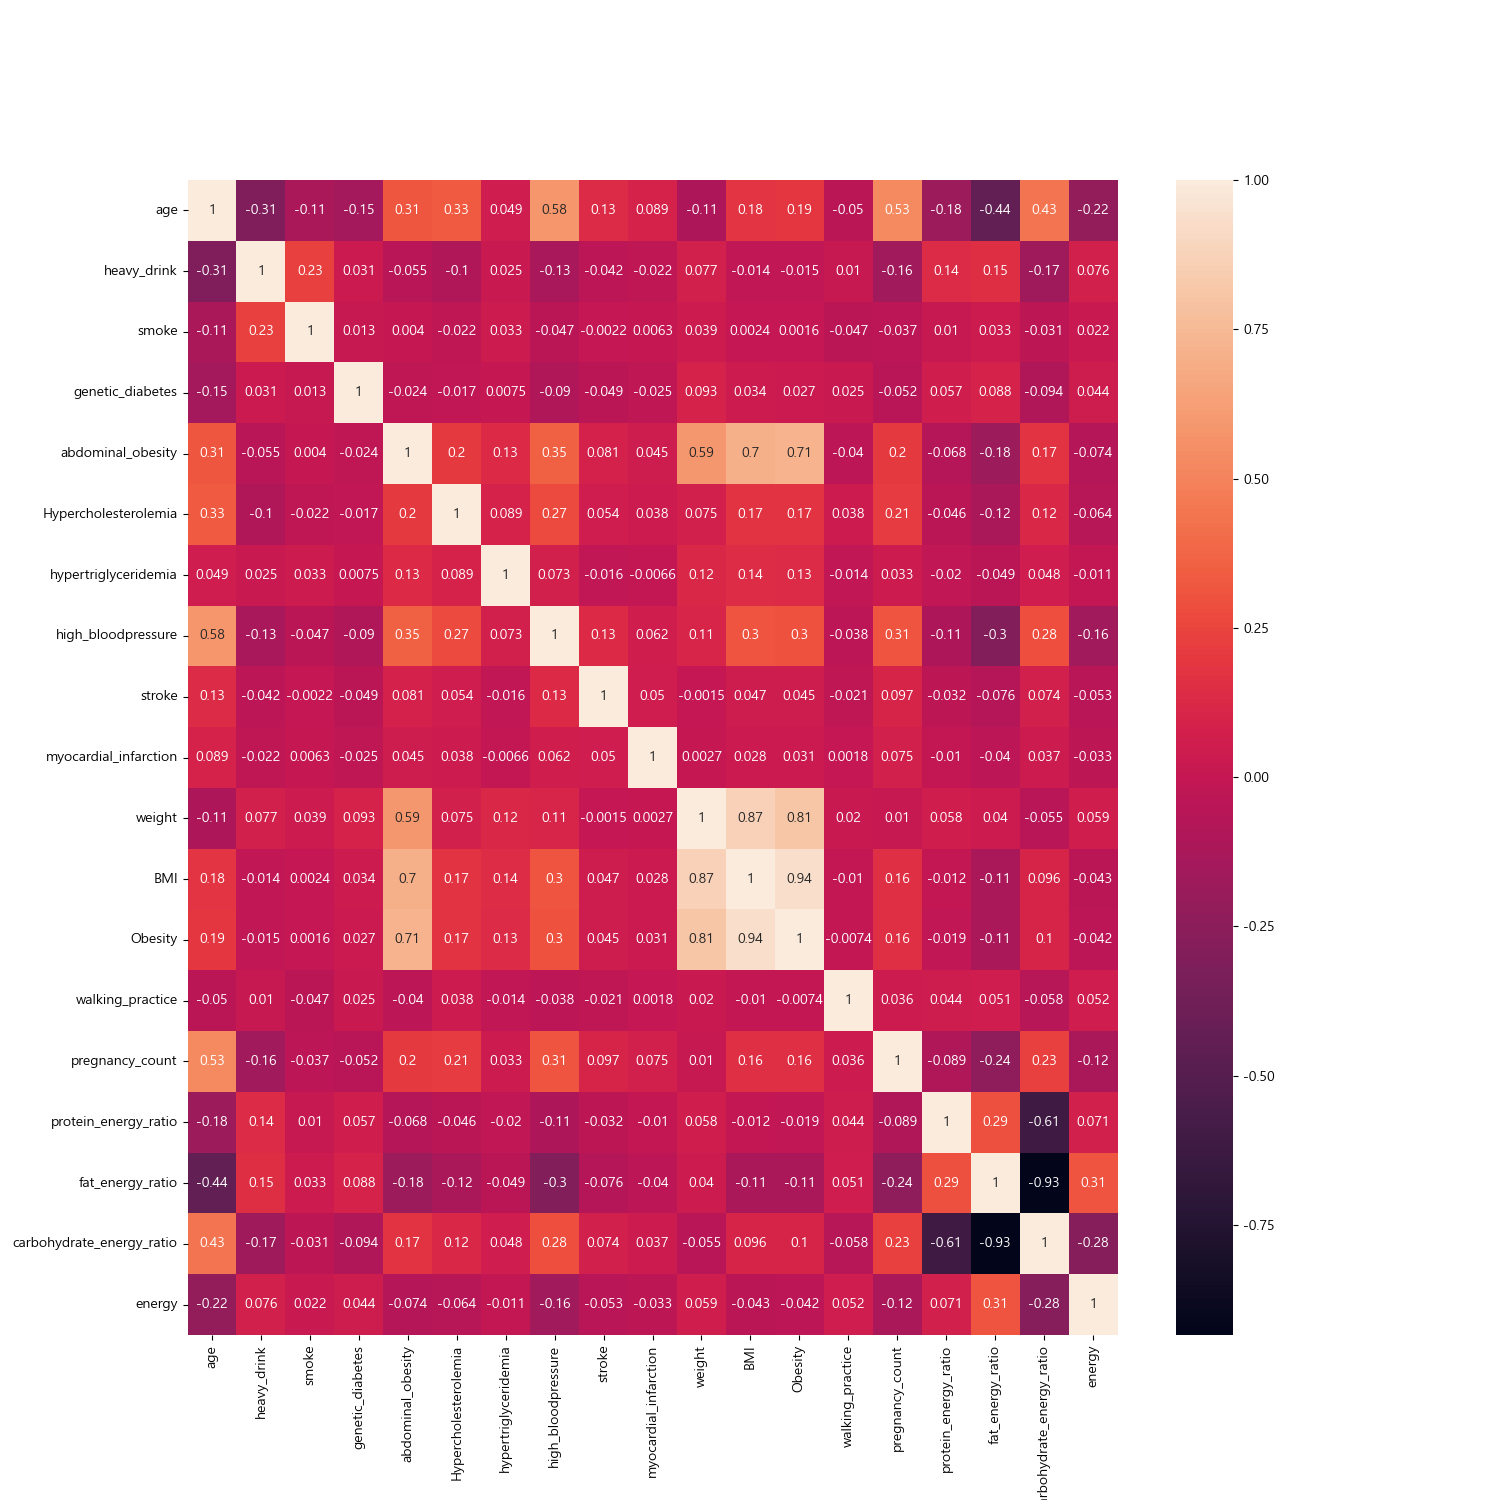 age 1 -0.31 -0.11 -0.15 0.31 0.33 0.049 0.58 0.13 0.089 -0.11 0.18 0.19 -0.05 0.53 -0.18 -0.44 0.43 -0.22
heavy_drink -0.31 1 0.23 0.031 -0.055 -0.1 0.025 -0.13 -0.042 -0.022 0.077 -0.014 -0.015 0.01 -0.16 0.14 0.15 -0.17 0.076
smoke -0.11 0.23 1 0.013 0.004 -0.022 0.033 -0.047 -0.0022 0.0063 0.039 0.0024 0.0016 -0.047 -0.037 0.01 0.033 -0.031 0.022
genetic_diabetes -0.15 0.031 0.013 1 -0.024 -0.017 0.0075 -0.09 -0.049 -0.025 0.093 0.034 0.027 0.025 -0.052 0.057 0.088 -0.094 0.044
abdominal_obesity 0.31 -0.055 0.004 -0.024 1 0.2 0.13 0.35 0.081 0.045 0.59 0.7 0.71 -0.04 0.2 -0.068 -0.18 0.17 -0.074
Hypercholesterolemia 0.33 -0.1 -0.022 -0.017 0.2 1 0.089 0.27 0.054 0.038 0.075 0.17 0.17 0.038 0.21 -0.046 -0.12 0.12 -0.064
hypertriglyceridemia 0.049 0.025 0.033 0.0075 0.13 0.089 1 0.073 -0.016 -0.0066 0.12 0.14 0.13 -0.014 0.033 -0.02 -0.049 0.048 -0.011
high_bloodpressure 0.58 -0.13 -0.047 -0.09 0.35 0.27 0.073 1 0.13 0.062 0.11 0.3 0.3 -0.038 0.31 -0.11 -0.3 0.28 -0.16
stroke 0.13 -0.042 -0.0022 -0.049 0.081 0.054 -0.016 0.13 1 0.05 -0.0015 0.047 0.045 -0.021 0.097 -0.032 -0.076 0.074 -0.053
myocardial_infarction 0.089 -0.022 0.0063 -0.025 0.045 0.038 -0.0066 0.062 0.05 1 0.0027 0.028 0.031 0.0018 0.075 -0.01 -0.04 0.037 -0.033
weight -0.11 0.077 0.039 0.093 0.59 0.075 0.12 0.11 -0.0015 0.0027 1 0.87 0.81 0.02 0.01 0.058 0.04 -0.055 0.059
BMI 0.18 -0.014 0.0024 0.034 0.7 0.17 0.14 0.3 0.047 0.028 0.87 1 0.94 -0.01 0.16 -0.012 -0.11 0.096 -0.043
Obesity 0.19 -0.015 0.0016 0.027 0.71 0.17 0.13 0.3 0.045 0.031 0.81 0.94 1 -0.0074 0.16 -0.019 -0.11 0.1 -0.042
walking_practice -0.05 0.01 -0.047 0.025 -0.04 0.038 -0.014 -0.038 -0.021 0.0018 0.02 -0.01 -0.0074 1 0.036 0.044 0.051 -0.058 0.052
pregnancy_count 0.53 -0.16 -0.037 -0.052 0.2 0.21 0.033 0.31 0.097 0.075 0.01 0.16 0.16 0.036 1 -0.089 -0.24 0.23 -0.12
protein_energy_ratio -0.18 0.14 0.01 0.057 -0.068 -0.046 -0.02 -0.11 -0.032 -0.01 0.058 -0.012 -0.019 0.044 -0.089 1 0.29 -0.61 0.071
fat_energy_ratio -0.44 0.15 0.033 0.088 -0.18 -0.12 -0.049 -0.3 -0.076 -0.04 0.04 -0.11 -0.11 0.051 -0.24 0.29 1 -0.93 0.31
carbohydrate_energy_ratio 0.43 -0.17 -0.031 -0.094 0.17 0.12 0.048 0.28 0.074 0.037 -0.055 0.096 0.1 -0.058 0.23 -0.61 -0.93 1 -0.28
energy -0.22 0.076 0.022 0.044 -0.074 -0.064 -0.011 -0.16 -0.053 -0.033 0.059 -0.043 -0.042 0.052 -0.12 0.071 0.31 -0.28 1
age
heavy_drink
smoke
genetic_diabetes
abdominal_obesity
Hypercholesterolemia
hypertriglyceridemia
high_bloodpressure
stroke
myocardial_infarction
weight
BMI
Obesity
walking_practice
pregnancy_count
protein_energy_ratio
fat_energy_ratio
rbohydrate_energy_ratio
energy
1.00
0.75
0.50
0.25
0.00
-0.25
-0.50
-0.75